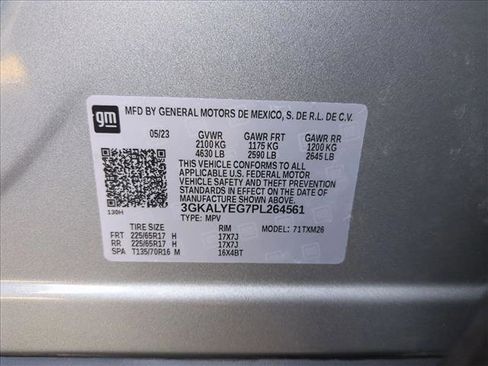 gm
MFD BY GENERAL MOTORS DE MEXICO, S. DE R.L. DE C.V.
05/23 GVWR GAWR FRT GAWR RR
2100 KG 1175 KG 1200 KG
4630 LB 2590 LB 2645 LB
THIS VEHICLE CONFORMS TO ALL
APPLICABLE U.S. FEDERAL MOTOR
VEHICLE SAFETY AND THEFT PREVENTION
STANDARDS IN EFFECT ON THE DATE OF
MANUFACTURE SHOWN ABOVE.
3GKALYEG7PL264561
130H TYPE: MPV
TIRE SIZE RIM MODEL: 71TXM26
FRT 225/65R17 H 17X7J
RR 225/65R17 H 17X7J
SPA T135/70R16 M 16X4BT